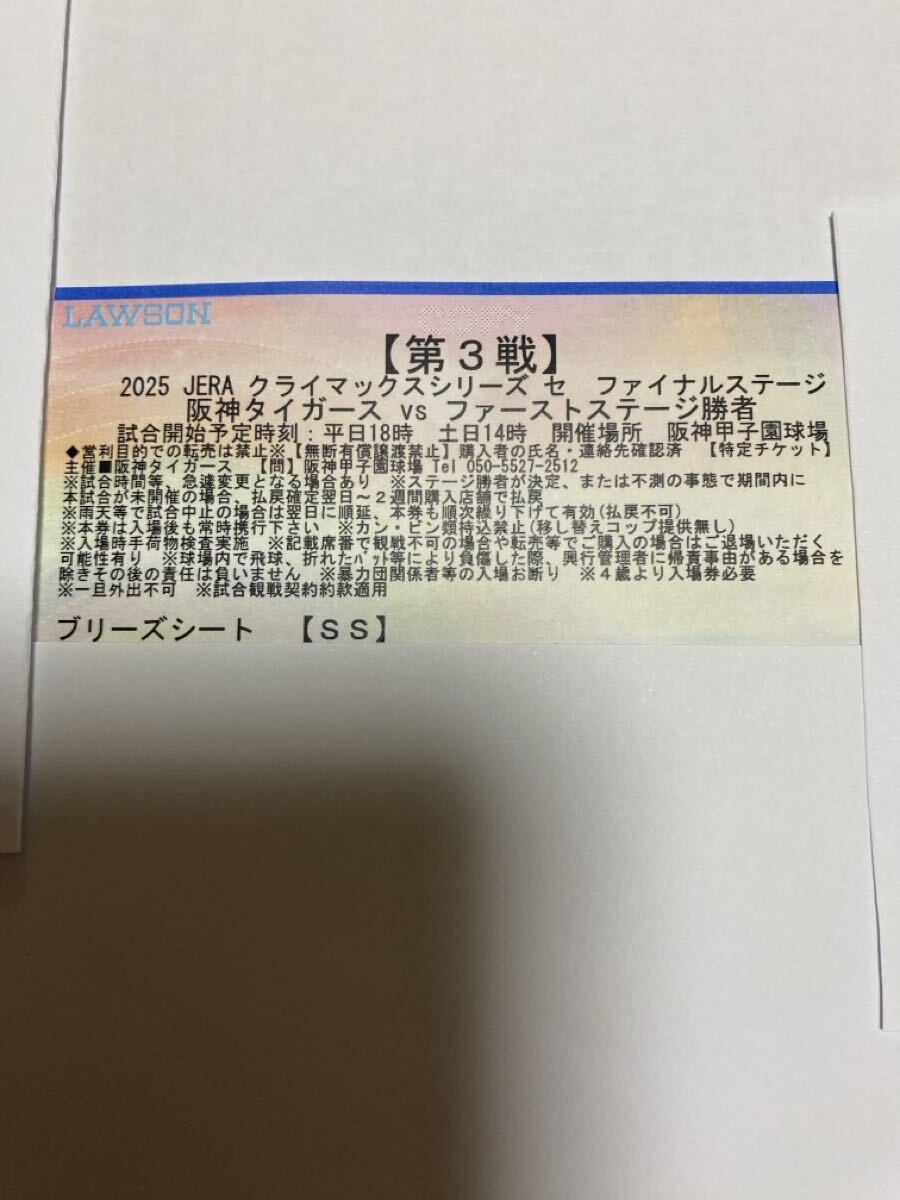 LAWSON
COPY
【第３戦】
2025 JERA クライマックスシリーズ セ　ファイナルステージ
阪神タイガース vs ファーストステージ勝者
試合開始予定時刻：平日18時　土日14時　開催場所　阪神甲子園球場
◆営利目的での転売は禁止※【無断有償譲渡禁止】購入者の氏名・連絡先確認済　【特定チケット】
主催■阪神タイガース　【問】阪神甲子園球場 Tel 050-5527-2512
※試合時間等、急遽変更となる場合あり　※ステージ勝者が決定、または不測の事態で期間内に
本試合が未開催の場合、払戻確定翌日～２週間購入店舗で払戻
※雨天等で試合中止の場合は翌日に順延、本券も順次繰り下げて有効(払戻不可)
※本券は入場後も常時携行下さい　※カン・ビン類持込禁止(移し替えコップ提供無し)
※入場時手荷物検査実施　※記載席番で観戦不可の場合や転売等でご購入の場合はご退場いただく
可能性有り　※球場内で飛球、折れたﾊﾞｯﾄ等により負傷した際、興行管理者に帰責事由がある場合を
除きその後の責任は負いません　※暴力団関係者等の入場お断り　※４歳より入場券必要
※一旦外出不可　※試合観戦契約約款適用
ブリーズシート　【ＳＳ】